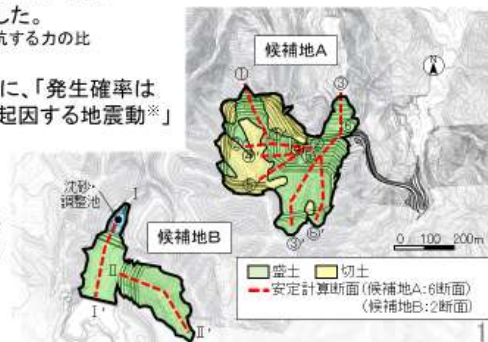 した。
抗する力の比
に、「発生確率は
起因する地震動※」
候補地A
①
③
N
③'
⑥'
0 100 200m
沈砂・
調整池
I
候補地B
II
I'
II'
盛土 切土
安定計算断面(候補地A:6断面)
(候補地B:2断面)
1